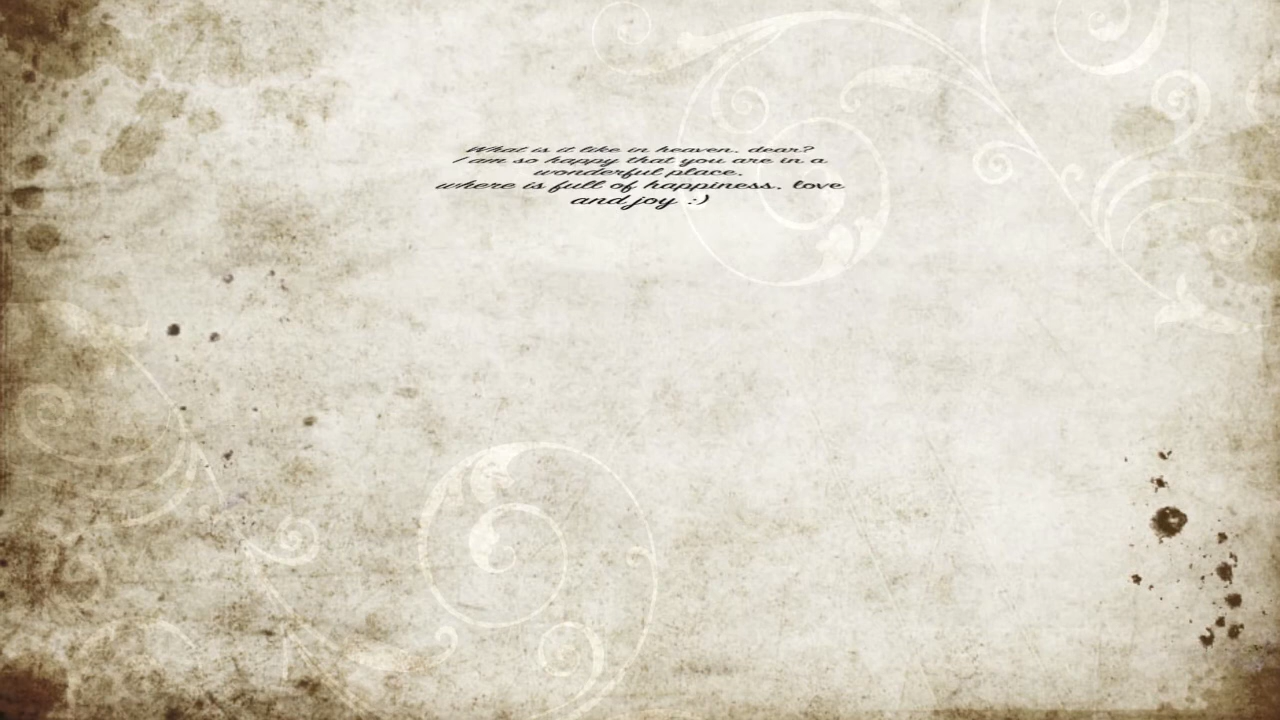 What is it like in heaven, dear?
I am so happy that you are in a
wonderful place,
where is full of happiness, love
and joy :)